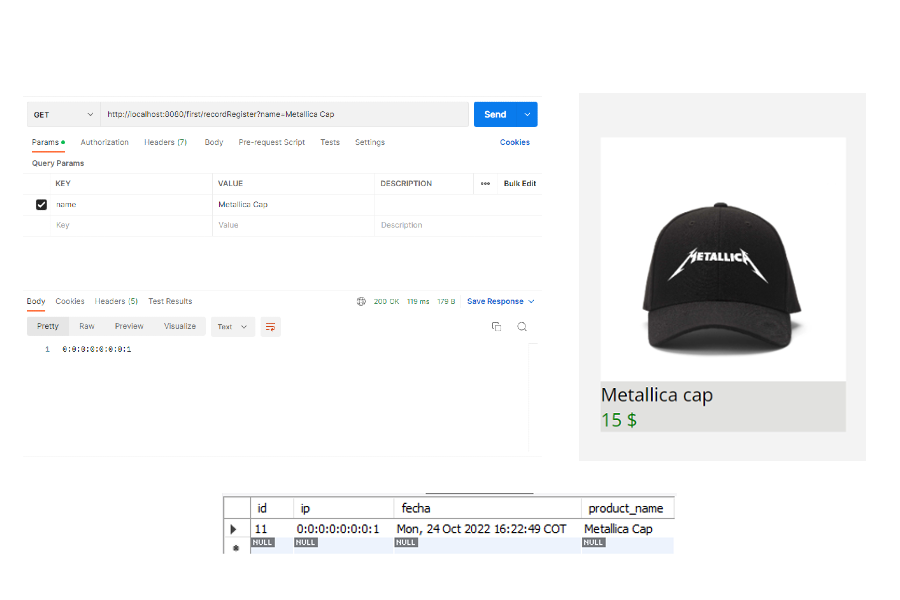 GET http://localhost:8080/first/recordRegister?name=Metallica Cap Send
Params Authorization Headers (7) Body Pre-request Script Tests Settings Cookies
Query Params
KEY VALUE DESCRIPTION Bulk Edit
name Metallica Cap
Key Value Description
Body Cookies Headers (5) Test Results 200 OK 119 ms 179 B Save Response
Pretty Raw Preview Visualize Text
1 0:0:0:0:0:0:0:1
METALLICA
Metallica cap
15 $
id ip fecha product_name
11 0:0:0:0:0:0:0:1 Mon, 24 Oct 2022 16:22:49 COT Metallica Cap
NULL NULL NULL NULL